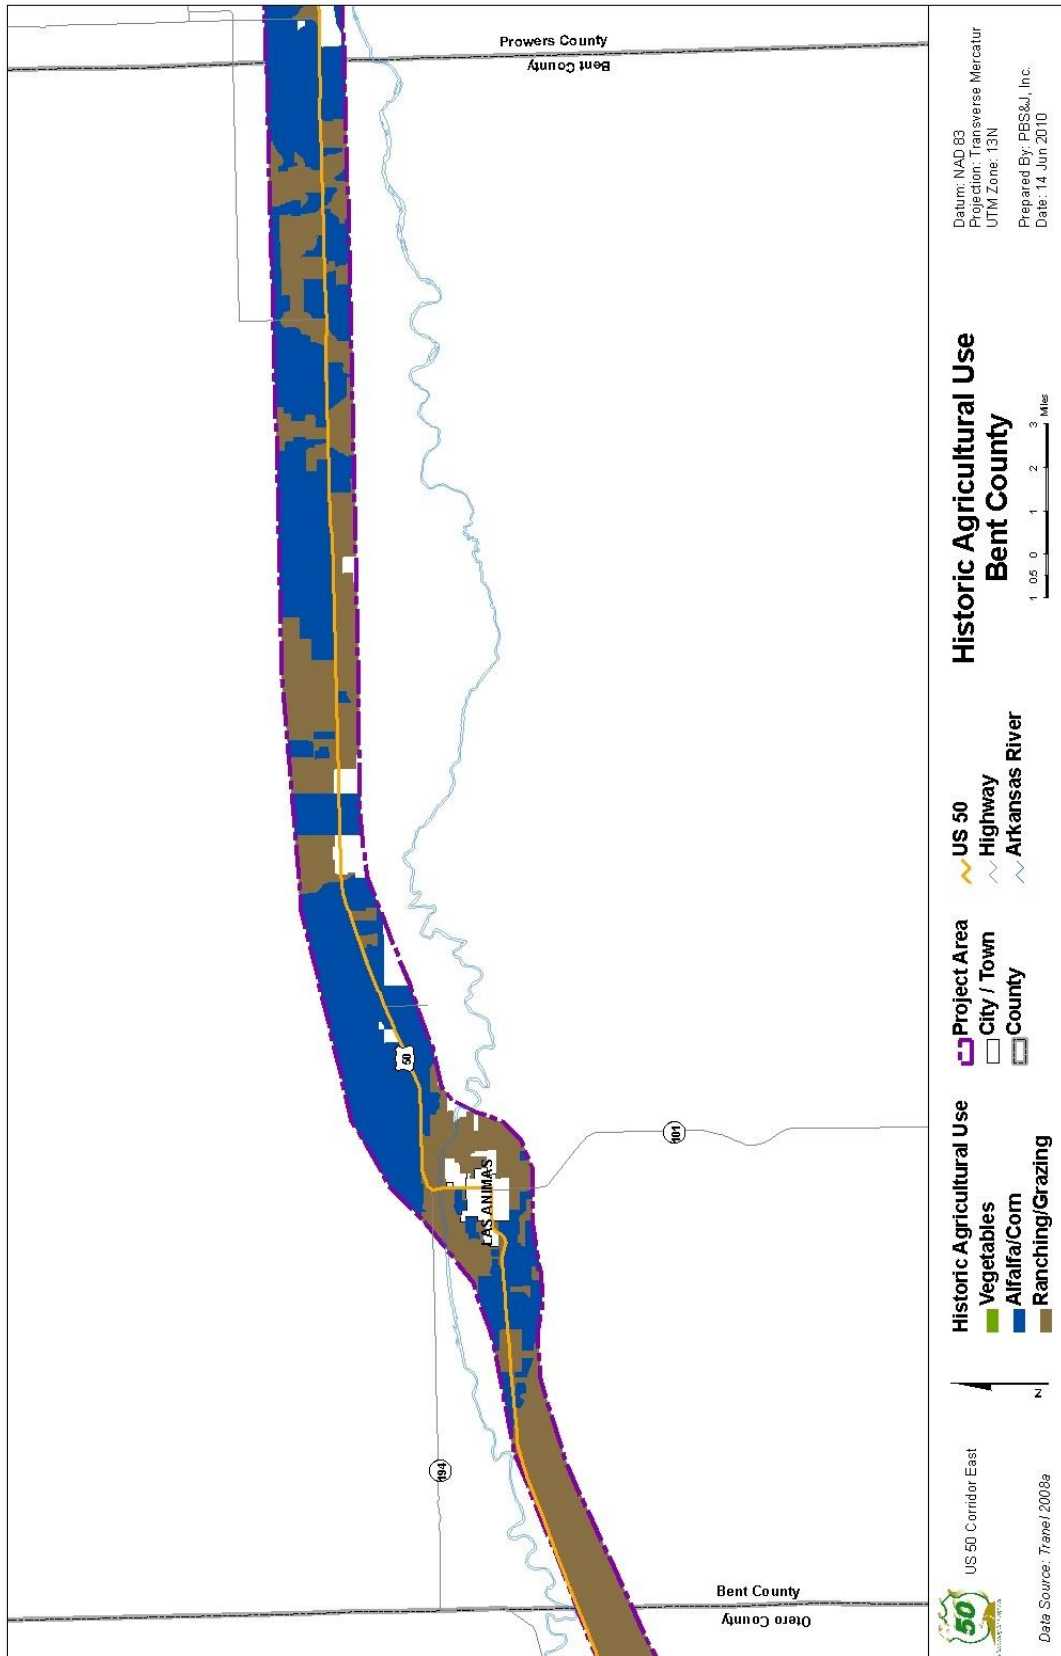 Prowers County
Bent County
50
LAS ANIMAS
101
194
Bent County
Otero County
50
US 50 Corridor East
Data Source: Tranel 2008a
N
Historic Agricultural Use
Vegetables
Alfalfa/Corn
Ranching/Grazing
Project Area
City / Town
County
US 50
Highway
Arkansas River
Historic Agricultural Use
Bent County
1 0.5 0 1 2 3 Miles
Datum: NAD 83
Projection: Transverse Mercatur
UTM Zone: 13N
Prepared By: PBS&J, Inc.
Date: 14 Jun 2010